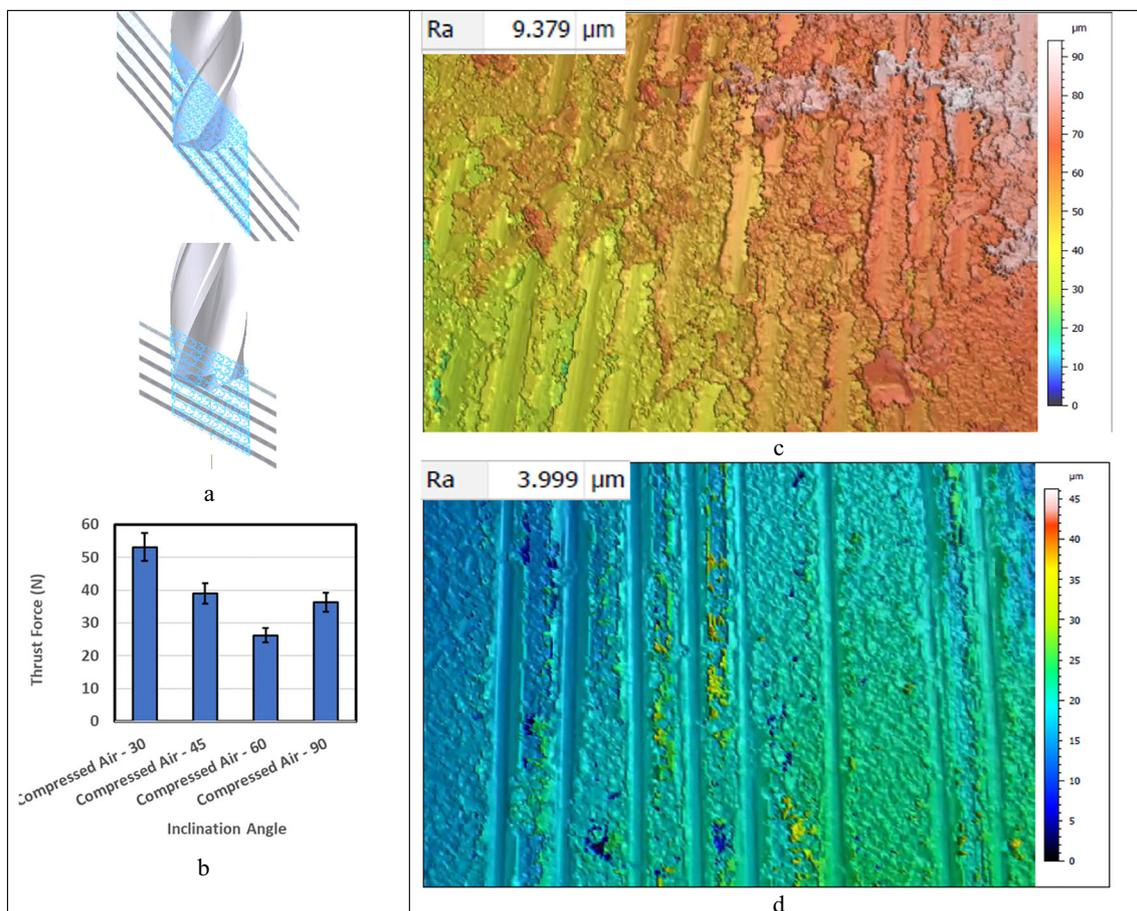 a
60
50
40
30
20
10
0
Thrust Force (N)
Compressed Air - 30
Compressed Air - 45
Compressed Air - 60
Compressed Air - 90
Inclination Angle
b
Ra 9.379 µm
µm
90
80
70
60
50
40
30
20
10
0
c
Ra 3.999 µm
µm
45
40
35
30
25
20
15
10
5
0
d